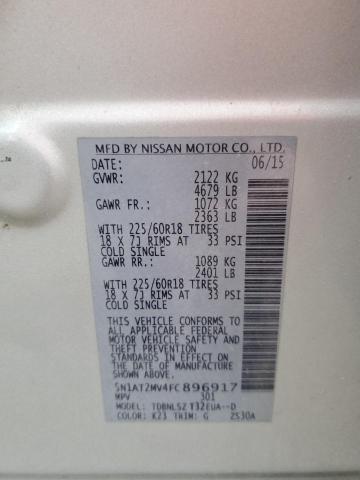 MFD BY NISSAN MOTOR CO., LTD.
DATE: 06/15
GVWR: 2122 KG
4679 LB
GAWR FR.: 1072 KG
2363 LB
WITH 225/60R18 TIRES
18 X 7J RIMS AT 33 PSI
COLD SINGLE
GAWR RR.: 1089 KG
2401 LB
WITH 225/60R18 TIRES
18 X 7J RIMS AT 33 PSI
COLD SINGLE
THIS VEHICLE CONFORMS TO
ALL APPLICABLE FEDERAL
MOTOR VEHICLE SAFETY AND
THEFT PREVENTION
STANDARDS IN EFFECT ON
THE DATE OF MANUFACTURE
SHOWN ABOVE.
5N1AT2MV4FC896917
MPV 301
MODEL: TDBNLSZ T32EUA--D
COLOR: K23 TRIM: G 2S30A